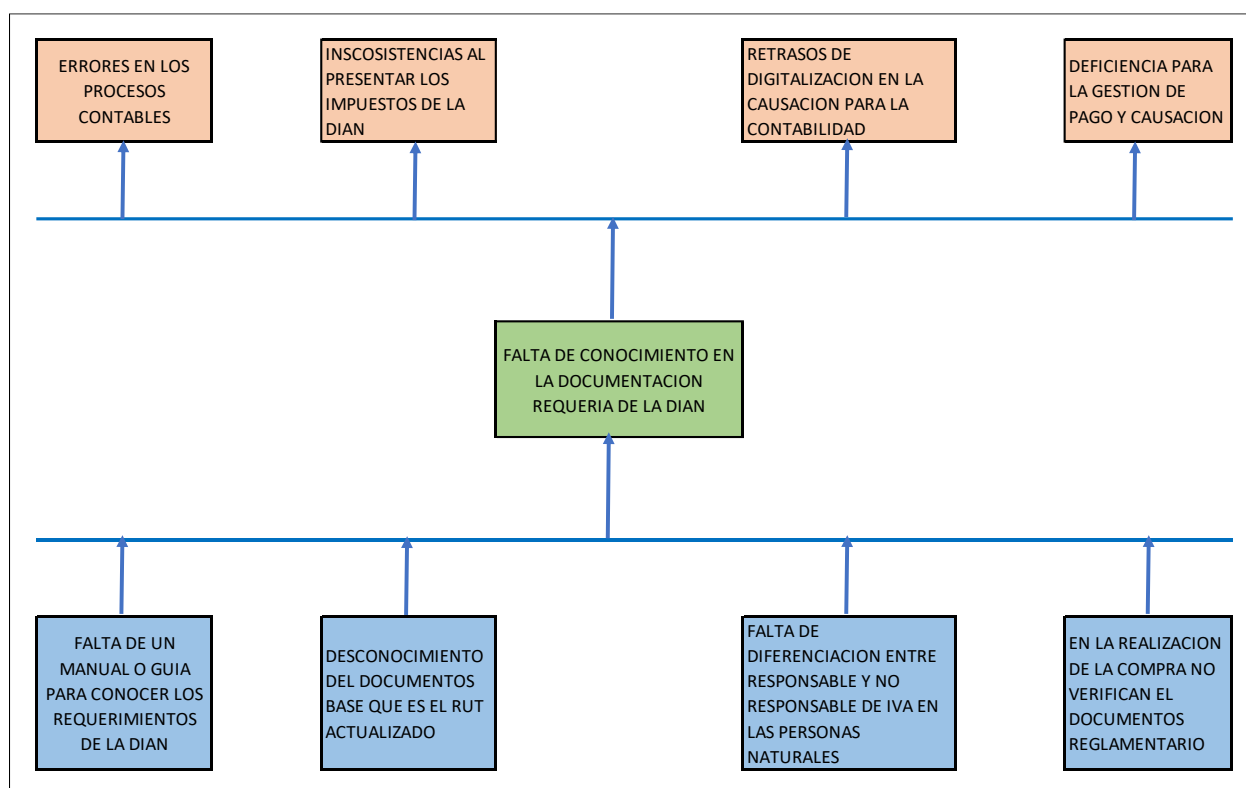 ERRORES EN LOS
PROCESOS
CONTABLES
INSCOSISTENCIAS AL
PRESENTAR LOS
IMPUESTOS DE LA
DIAN
RETRASOS DE
DIGITALIZACION EN LA
CAUSACION PARA LA
CONTABILIDAD
DEFICIENCIA PARA
LA GESTION DE
PAGO Y CAUSACION
FALTA DE CONOCIMIENTO EN
LA DOCUMENTACION
REQUERIA DE LA DIAN
FALTA DE UN
MANUAL O GUIA
PARA CONOCER LOS
REQUERIMIENTOS
DE LA DIAN
DESCONOCIMIENTO
DEL DOCUMENTOS
BASE QUE ES EL RUT
ACTUALIZADO
FALTA DE
DIFERENCIACION ENTRE
RESPONSABLE Y NO
RESPONSABLE DE IVA EN
LAS PERSONAS
NATURALES
EN LA REALIZACION
DE LA COMPRA NO
VERIFICAN EL
DOCUMENTOS
REGLAMENTARIO